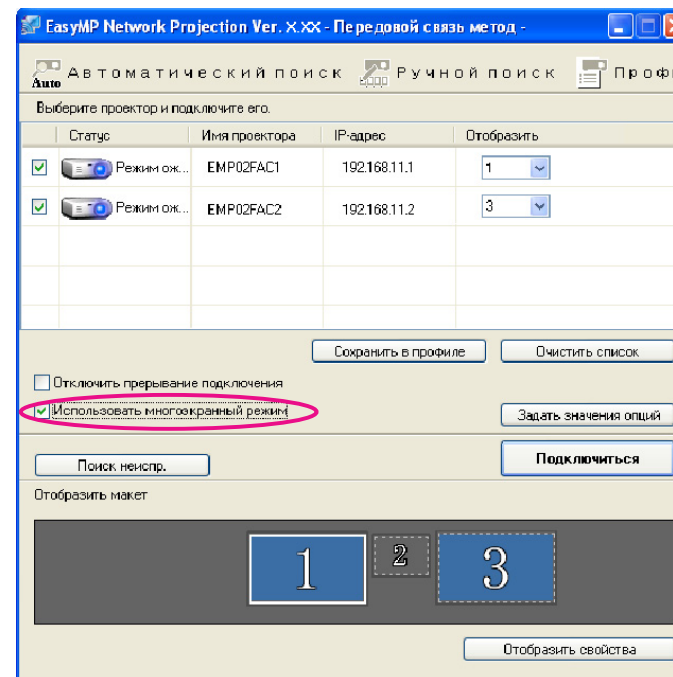 EasyMP Network Projection Ver. X.XX - Передовой связь метод -
Auto Автоматический поиск Ручной поиск
Выберите проектор и подключите его.
Статус Имя проектора IP-адрес Отобразить
Режим ож... EMP02FAC1 192.168.11.1 1
Режим ож... EMP02FAC2 192.168.11.2 3
Сохранить в профиле Очистить список
Отключить прерывание подключения
Использовать многоэкранный режим
Задать значения опций
Поиск неиспр. Подключиться
Отобразить макет
1 2 3
Отобразить свойства